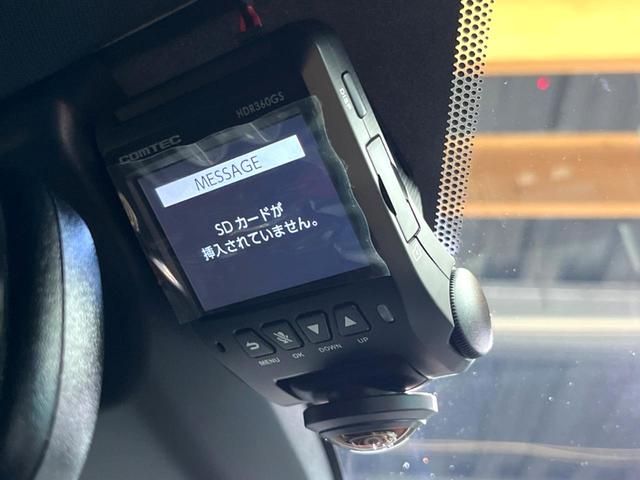 HDR360GS
COMTEC
DISP
MESSAGE
SDカードが
挿入されていません。
MENU OK DOWN UP